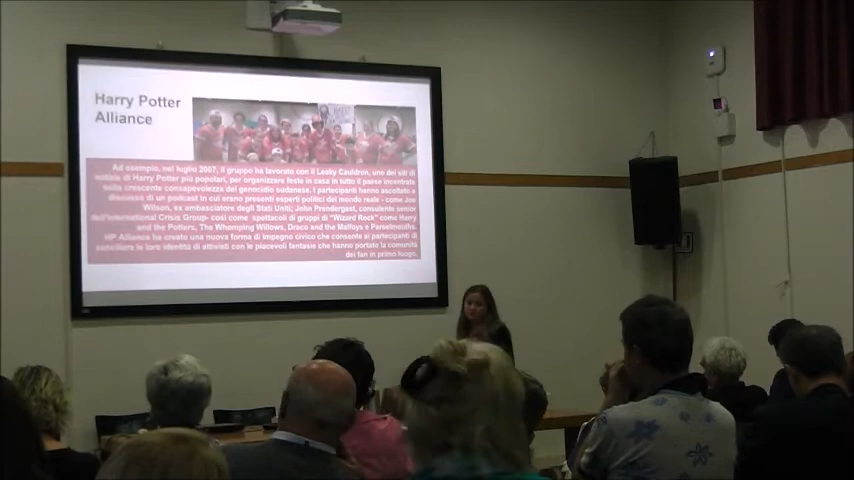 Harry Potter
Alliance
Ad esempio, nel luglio 2007, il gruppo ha lavorato con il Leaky Cauldron, uno dei siti di
notizie di Harry Potter più popolari, per organizzare feste in casa in tutto il paese incentrate
sulla crescente consapevolezza del genocidio sudanese. I partecipanti hanno ascoltato e
discusso di un podcast in cui erano presenti esperti politici del mondo reale - come Joe
Wilson, ex ambasciatore degli Stati Uniti; John Prendergast, consulente senior
dell'International Crisis Group- così come spettacoli di gruppi di "Wizard Rock" come Harry
and the Potters, The Whomping Willows, Draco and the Malfoys e Parselmouths.
HP Alliance ha creato una nuova forma di impegno civico che consente ai partecipanti di
conciliare le loro identità di attivisti con le piacevoli fantasie che hanno portato la comunità
dei fan in primo luogo.